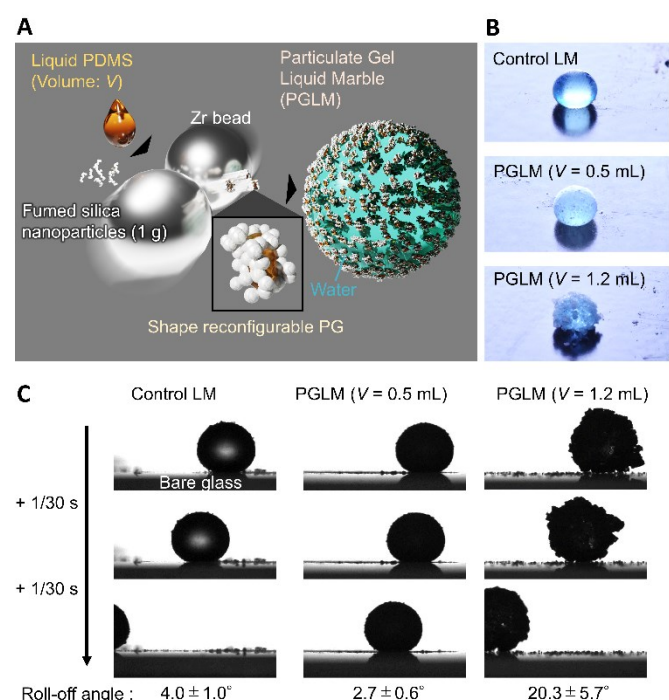 A
Liquid PDMS
(Volume: V)
Zr bead
Fumed silica
nanoparticles (1 g)
Particulate Gel
Liquid Marble
(PGLM)
Water
Shape reconfigurable PG
B
Control LM
PGLM (V = 0.5 mL)
PGLM (V = 1.2 mL)
C
Control LM
PGLM (V = 0.5 mL)
PGLM (V = 1.2 mL)
Bare glass
+ 1/30 s
+ 1/30 s
Roll-off angle : 4.0 ± 1.0° 2.7 ± 0.6° 20.3 ± 5.7°